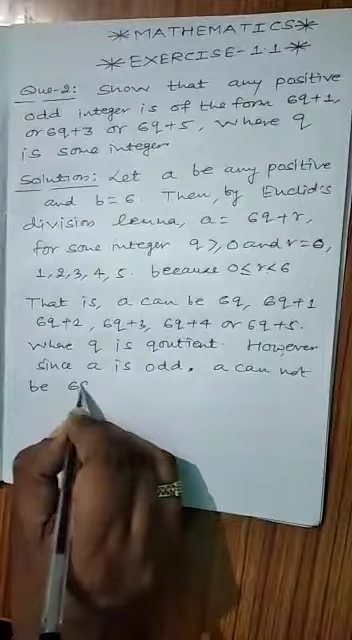 *MATHEMATICS*
*EXERCISE-1.1*
Que-2: Show that any positive
odd integer is of the form 6q+1,
or 6q+3 or 6q+5, where q
is some integer
Solution: Let a be any positive
and b=6. Then, by Euclid's
division lemma, a= 6q+r,
for some integer q ≥ 0 and r=0,
1, 2, 3, 4, 5. because 0≤r<6
That is, a can be 6q, 6q+1
6q+2, 6q+3, 6q+4 or 6q+5.
Where q is qoutient. However
since a is odd. a can not
be 6q